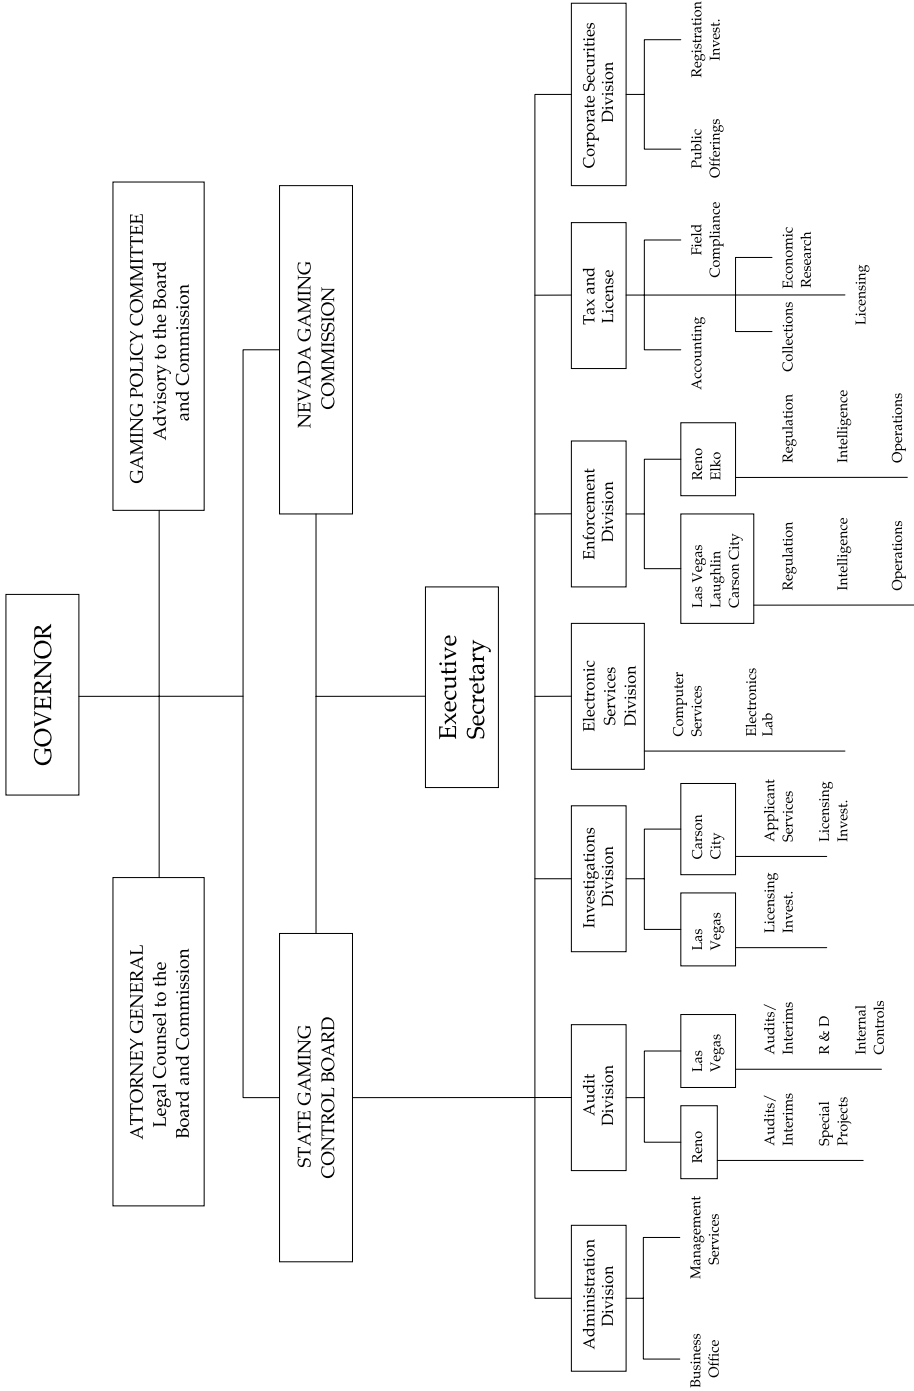 GOVERNOR
ATTORNEY GENERAL
Legal Counsel to the
Board and Commission
GAMING POLICY COMMITTEE
Advisory to the Board
and Commission
STATE GAMING
CONTROL BOARD
NEVADA GAMING
COMMISSION
Executive
Secretary
Administration
Division
Business
Office
Management
Services
Audit
Division
Reno
Audits/
Interims
Special
Projects
Las
Vegas
Audits/
Interims
R & D
Internal
Controls
Investigations
Division
Las
Vegas
Licensing
Invest.
Carson
City
Applicant
Services
Licensing
Invest.
Electronic
Services
Division
Computer
Services
Electronics
Lab
Enforcement
Division
Las Vegas
Laughlin
Carson City
Regulation
Intelligence
Operations
Reno
Elko
Regulation
Intelligence
Operations
Tax and
License
Accounting
Field
Compliance
Collections
Economic
Research
Licensing
Corporate Securities
Division
Public
Offerings
Registration
Invest.